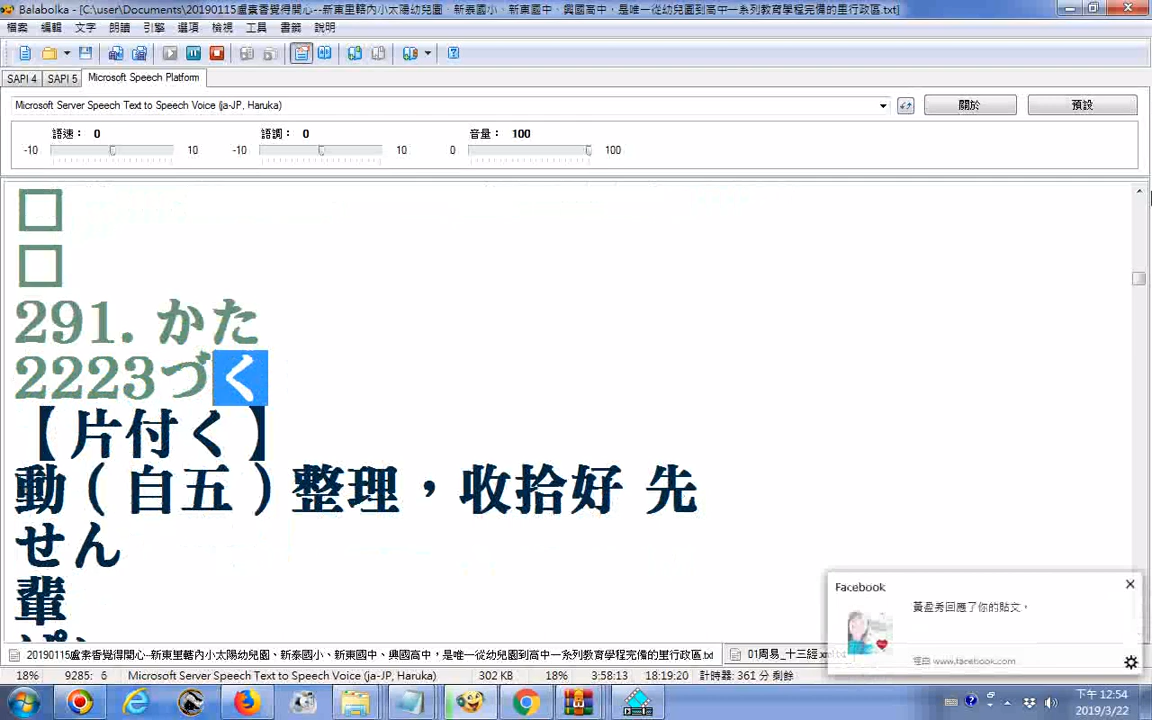 Balabolka - [C:\user\Documents\20190115盧素香覺得開心--新東里轄內小太陽幼兒園、新泰國小、新東國中、興國高中，是唯一從幼兒園到高中一系列教育學程完備的里行政區.txt]
檔案 編輯 文字 朗讀 引擎 選項 檢視 工具 書籤 說明
SAPI 4 SAPI 5 Microsoft Speech Platform
Microsoft Server Speech Text to Speech Voice (ja-JP, Haruka) 關於 預設
語速： 0 語調： 0 音量： 100
-10 10 -10 10 0 100
□
□
291. かた
2223づく
【片付く】
動（自五）整理，收拾好 先
せん
輩
ぱい
Facebook
黃盈秀回應了你的貼文，
經由 www.facebook.com
20190115盧素香覺得開心--新東里轄內小太陽幼兒園、新泰國小、新東國中、興國高中，是唯一從幼兒園到高中一系列教育學程完備的里行政區.txt 01周易_十三經
18% 9285: 6 Microsoft Server Speech Text to Speech Voice (ja-JP, Haruka) 302 KB 18% 3:58:13 18:19:20 計時器: 361 分 剩餘
下午 12:54
2019/3/22